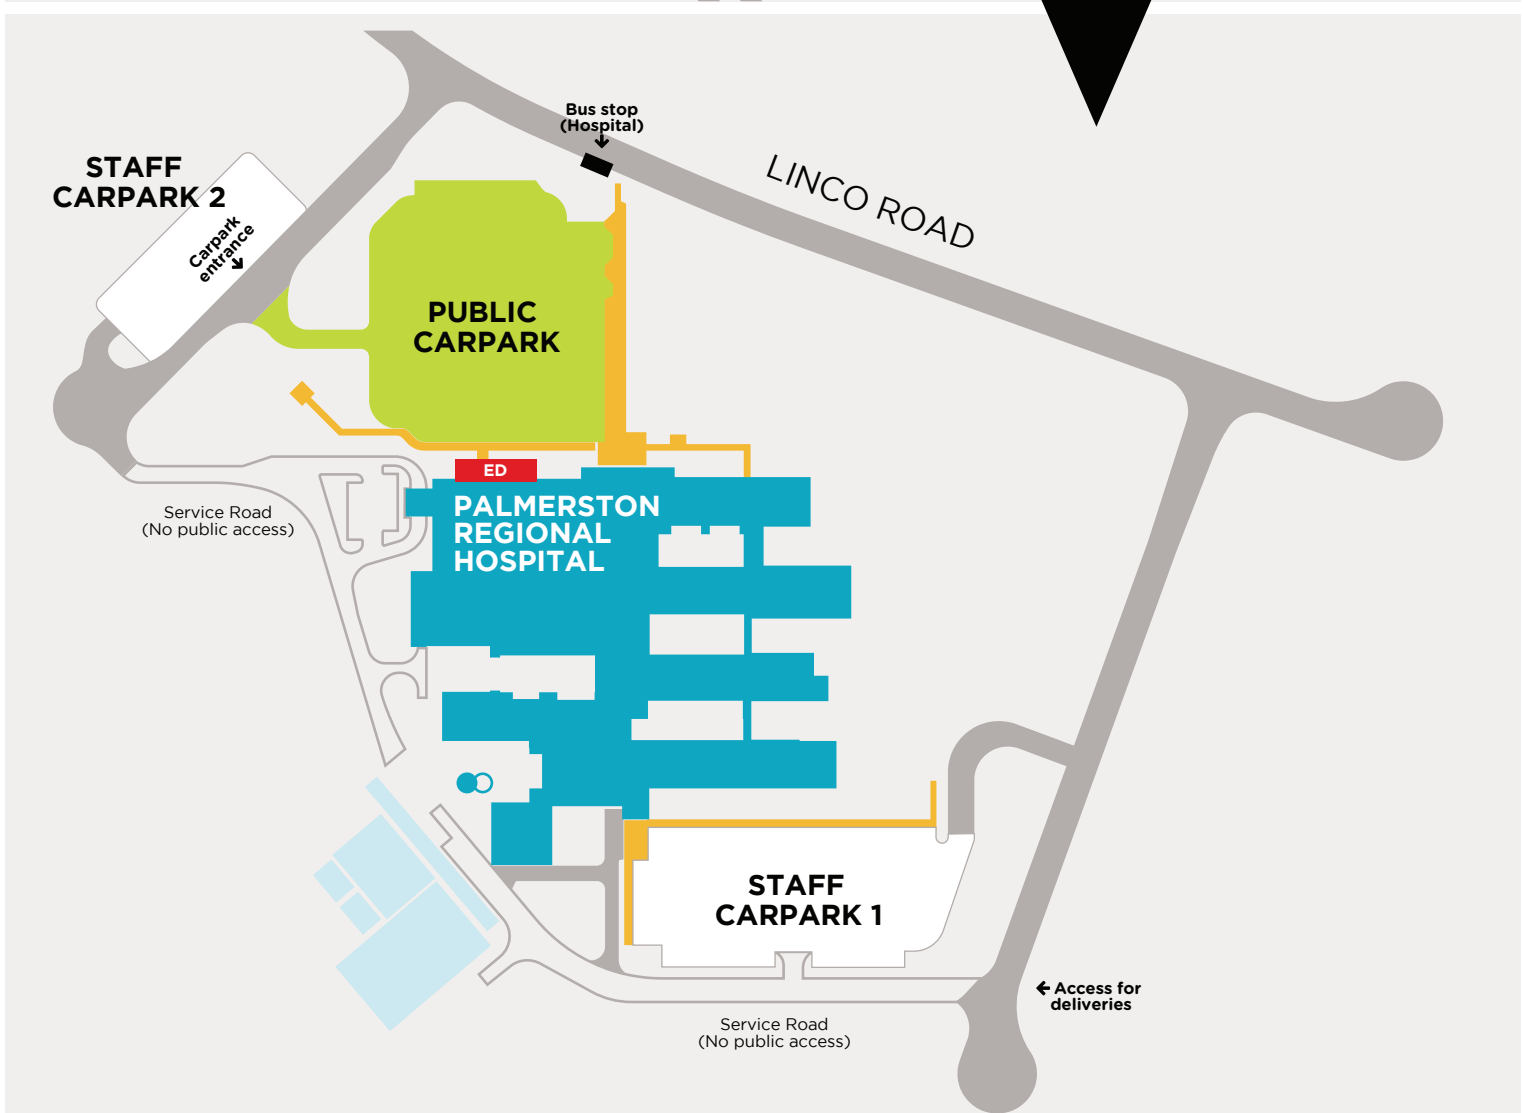 Bus stop
(Hospital)
STAFF
CARPARK 2
Carpark
entrance
LINCO ROAD
PUBLIC
CARPARK
ED
PALMERSTON
REGIONAL
HOSPITAL
Service Road
(No public access)
STAFF
CARPARK 1
Access for
deliveries
Service Road
(No public access)